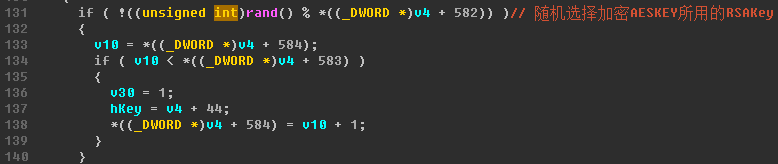 131 if ( !((unsigned int)rand() % *((_DWORD *)v4 + 582)) )// 随机选择加密AESKEY所用的RSAKey
132 {
133 v10 = *((_DWORD *)v4 + 584);
134 if ( v10 < *((_DWORD *)v4 + 583) )
135 {
136 v30 = 1;
137 hKey = v4 + 44;
138 *((_DWORD *)v4 + 584) = v10 + 1;
139 }
140 }